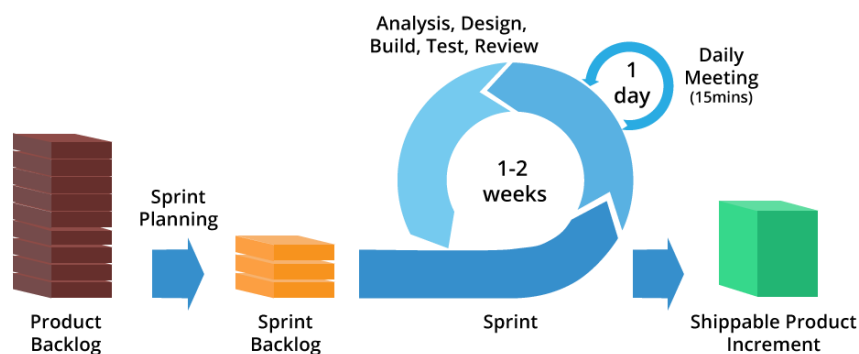 Analysis, Design,
Build, Test, Review
1
day
Daily
Meeting
(15mins)
1-2
weeks
Sprint
Planning
Product
Backlog
Sprint
Backlog
Sprint
Shippable Product
Increment